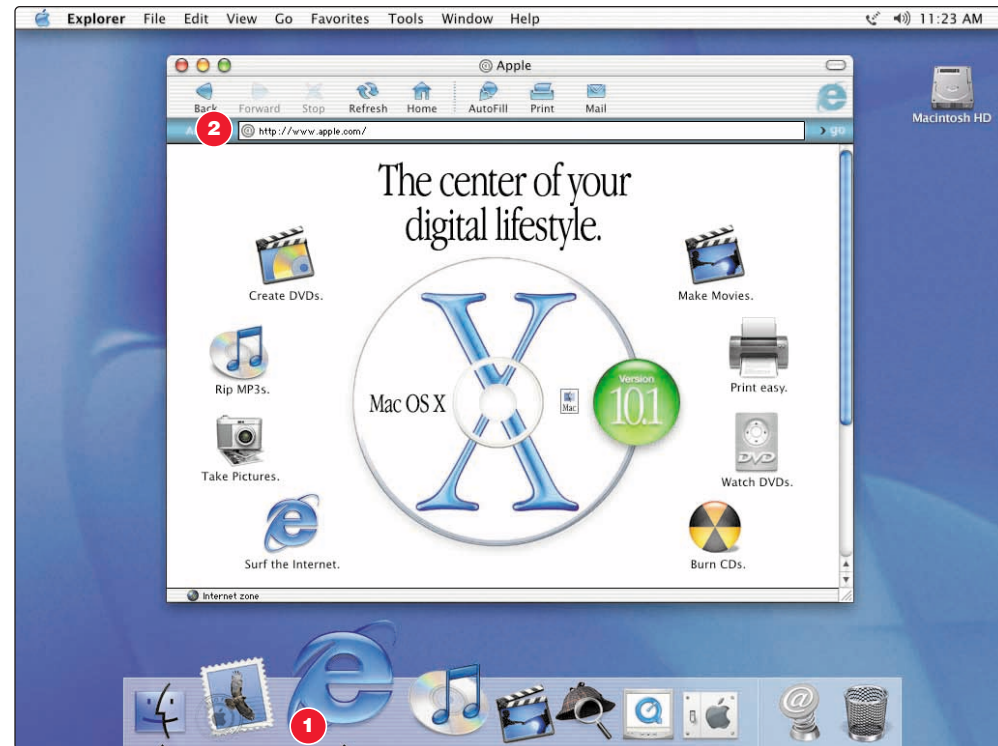 Explorer File Edit View Go Favorites Tools Window Help 11:23 AM
@ Apple
Back Forward Stop Refresh Home AutoFill Print Mail
2
@ http://www.apple.com/
› go
Macintosh HD
The center of your
digital lifestyle.
Create DVDs.
Make Movies.
Rip MP3s.
Print easy.
Mac OS X
Mac
Version
10.1
Take Pictures.
DVD
Watch DVDs.
Surf the Internet.
Burn CDs.
Internet zone
1
@